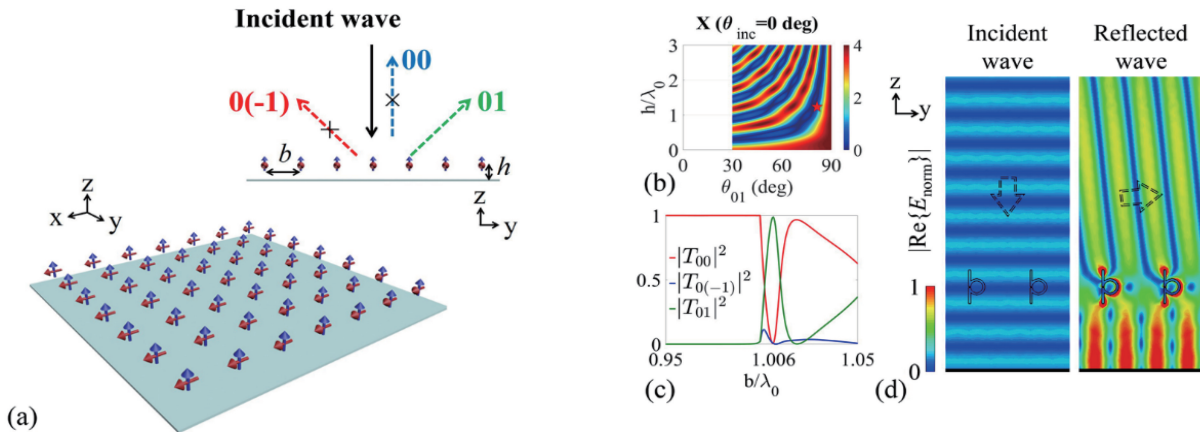 Incident wave
00
0(-1)
01
b
h
z
y
z
x
y
(a)
X (θinc=0 deg)
h/λ0
3
2
1
0
0
30
60
90
θ01 (deg)
4
2
0
(b)
1
0.5
0
|T00|²
|T0(-1)|²
|T01|²
0.95
1.006
1.05
b/λ0
(c)
Incident
wave
Reflected
wave
z
y
|Re{Enorm}|
1
0
(d)